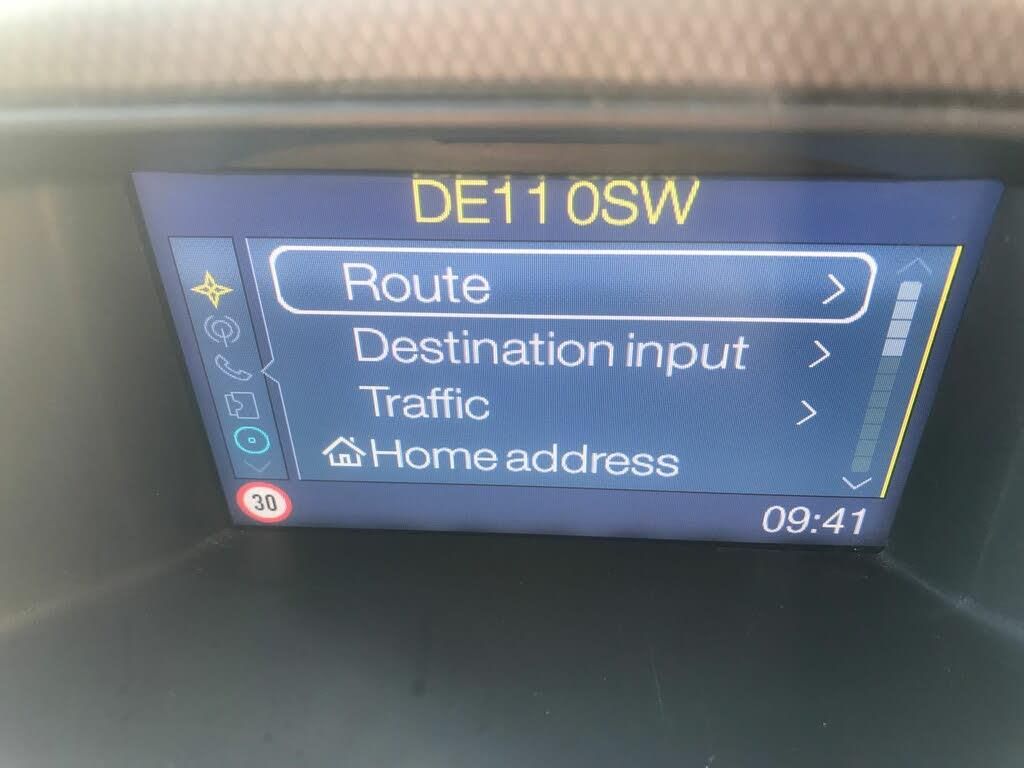 DE11 0SW
Route
Destination input
Traffic
Home address
30
09:41